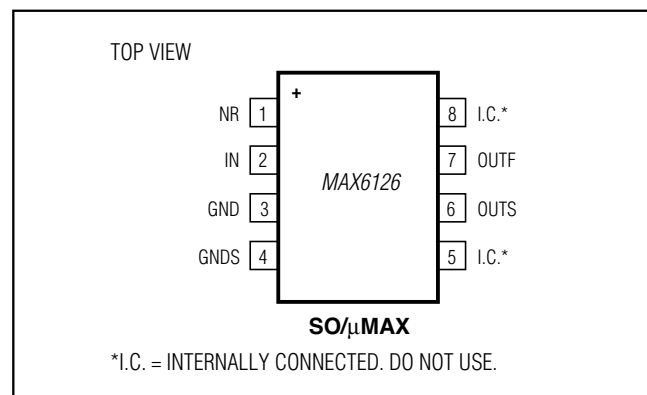 TOP VIEW
+
NR 1 8 I.C.*
IN 2 7 OUTF
MAX6126
GND 3 6 OUTS
GNDS 4 5 I.C.*
SO/μMAX
*I.C. = INTERNALLY CONNECTED. DO NOT USE.